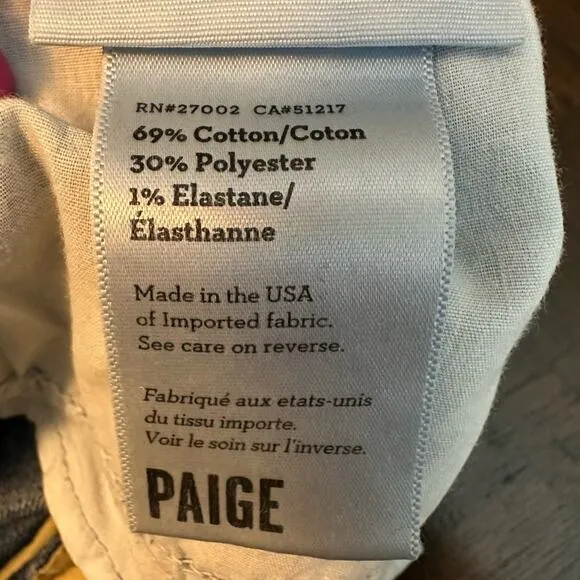 RN#27002 CA#51217
69% Cotton/Coton
30% Polyester
1% Elastane/
Élasthanne
Made in the USA
of Imported fabric.
See care on reverse.
Fabriqué aux etats-unis
du tissu importe.
Voir le soin sur l'inverse.
PAIGE